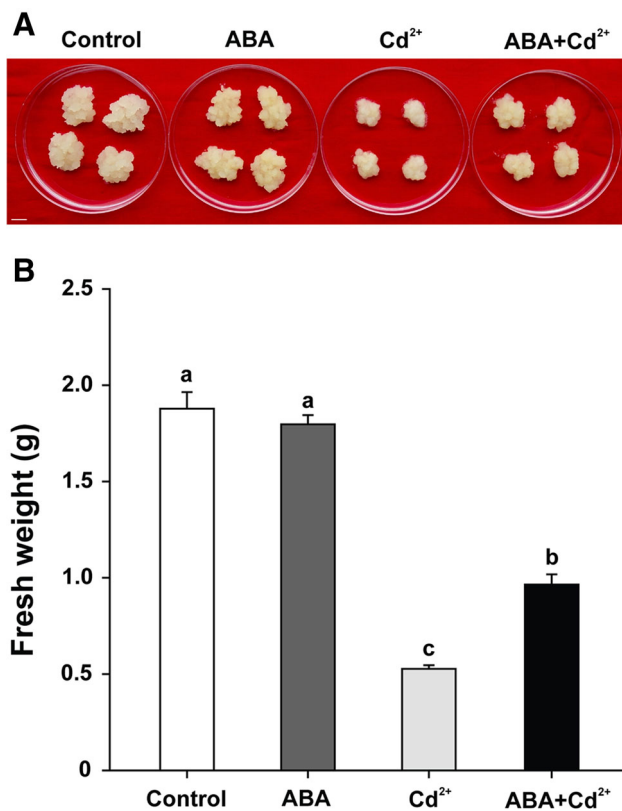 A
Control ABA Cd²⁺ ABA+Cd²⁺
B
Fresh weight (g)
2.5
2.0
1.5
1.0
0.5
0
a
a
c
b
Control ABA Cd²⁺ ABA+Cd²⁺